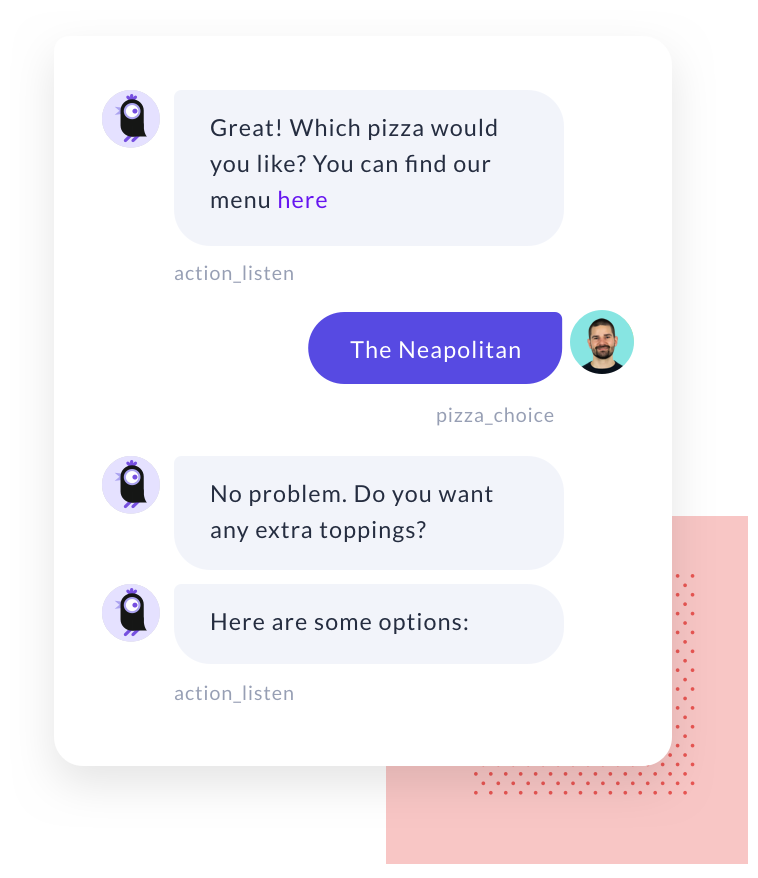 Great! Which pizza would
you like? You can find our
menu here
action_listen
The Neapolitan
pizza_choice
No problem. Do you want
any extra toppings?
Here are some options:
action_listen